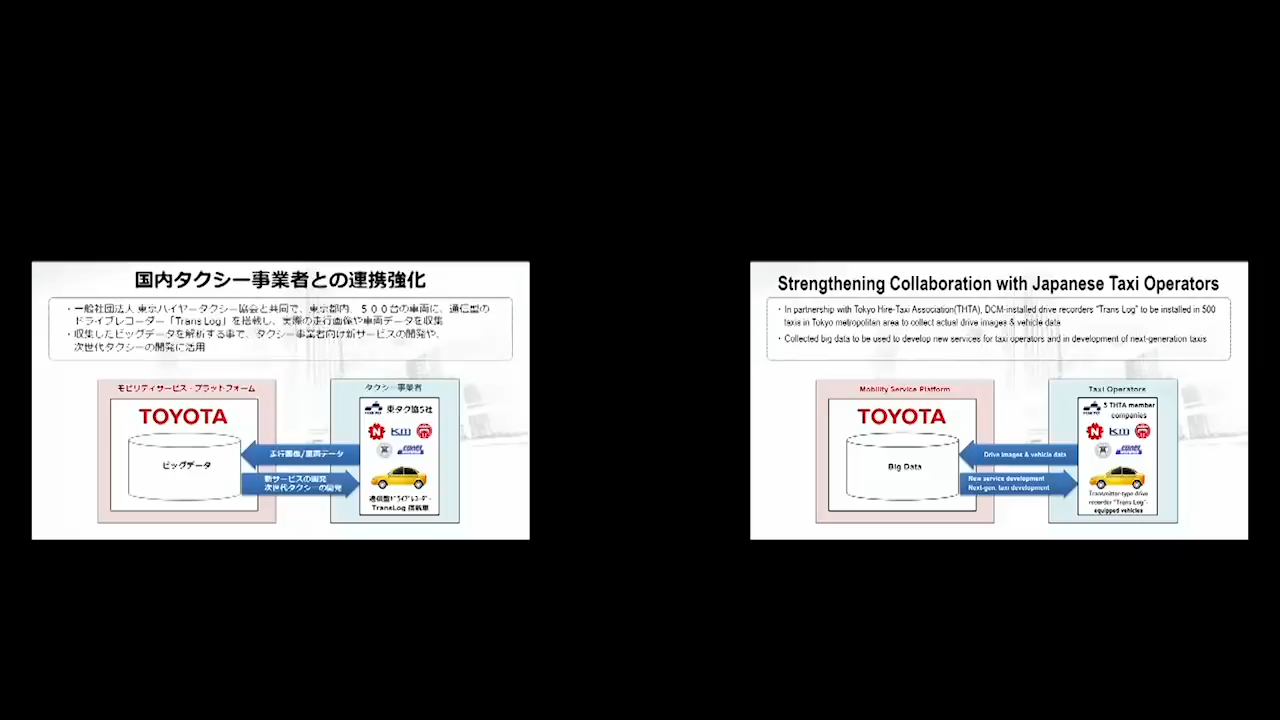 国内タクシー事業者との連携強化
・一般社団法人 東京ハイヤータクシー協会と共同で、東京都内、５００台の車両に、通信型の
ドライブレコーダー「TransLog」を搭載し、実際の走行画像や車両データを収集
・収集したビッグデータを解析する事で、タクシー事業者向け新サービスの開発や、
次世代タクシーの開発に活用
モビリティサービス・プラットフォーム
TOYOTA
ビッグデータ
走行画像/車両データ
新サービスの開発
次世代タクシーの開発
タクシー事業者
東タク協5社
N
km
通信型ドライブレコーダー
TransLog 搭載車
Strengthening Collaboration with Japanese Taxi Operators
・In partnership with Tokyo Hire-Taxi Association(THTA), DCM-installed drive recorders "Trans Log" to be installed in 500
taxis in Tokyo metropolitan area to collect actual drive images & vehicle data
・Collected big data to be used to develop new services for taxi operators and in development of next-generation taxis
Mobility Service Platform
TOYOTA
Big Data
Drive images & vehicle data
New service development
Next-gen. taxi development
Taxi Operators
5 THTA member
companies
N
km
Transmitter-type drive
recorder "Trans Log"-
equipped vehicles